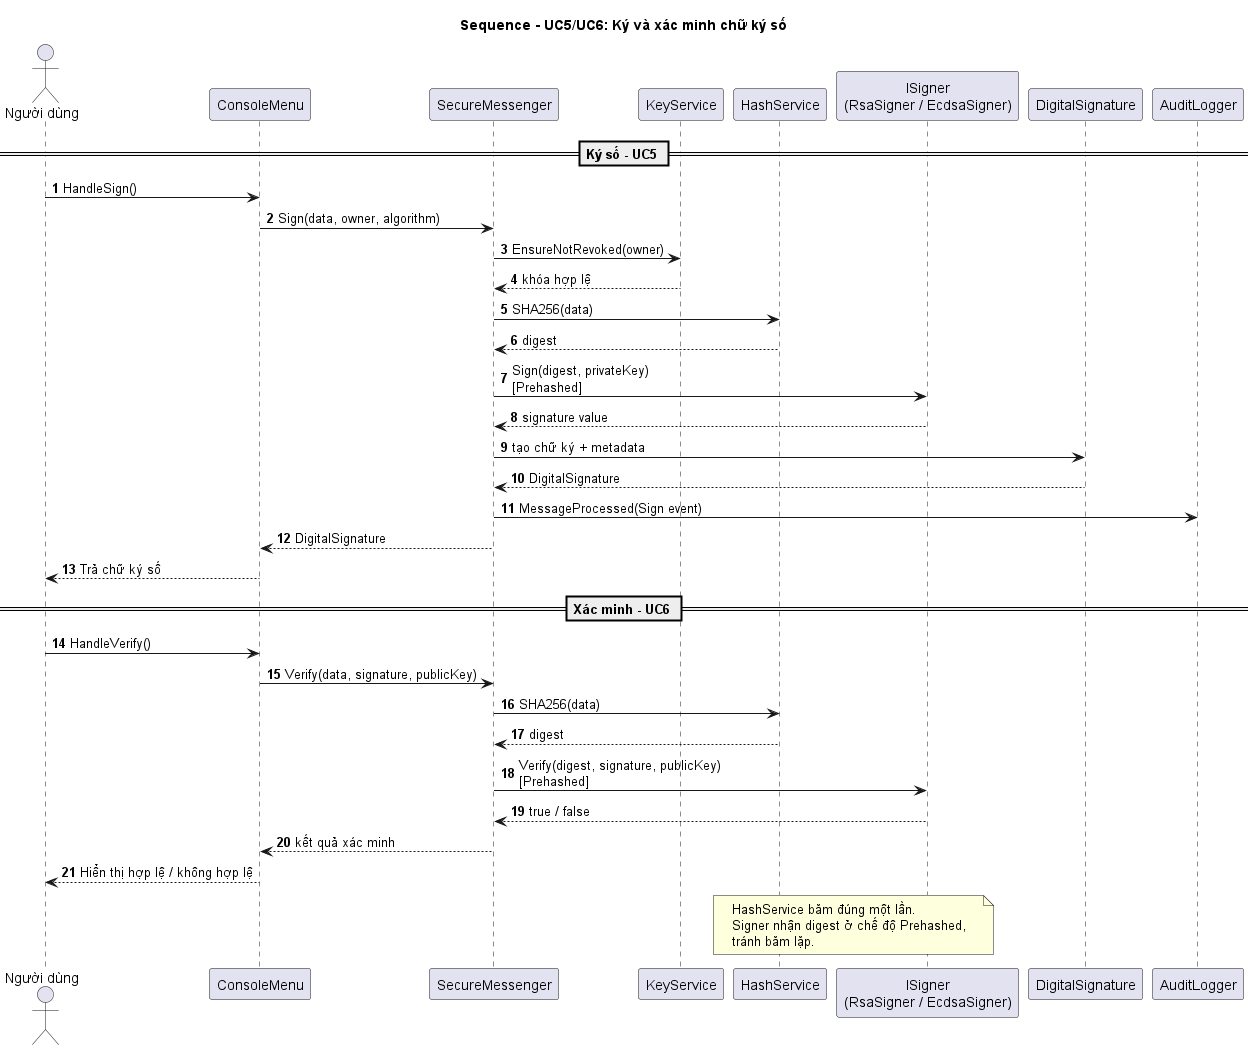 Sequence - UC5/UC6: Ký và xác minh chữ ký số
Người dùng
ConsoleMenu
SecureMessenger
KeyService
HashService
ISigner
(RsaSigner / EcdsaSigner)
DigitalSignature
AuditLogger
Ký số - UC5
1 HandleSign()
2 Sign(data, owner, algorithm)
3 EnsureNotRevoked(owner)
4 khóa hợp lệ
5 SHA256(data)
6 digest
7 Sign(digest, privateKey)
[Prehashed]
8 signature value
9 tạo chữ ký + metadata
10 DigitalSignature
11 MessageProcessed(Sign event)
12 DigitalSignature
13 Trả chữ ký số
Xác minh - UC6
14 HandleVerify()
15 Verify(data, signature, publicKey)
16 SHA256(data)
17 digest
18 Verify(digest, signature, publicKey)
[Prehashed]
19 true / false
20 kết quả xác minh
21 Hiển thị hợp lệ / không hợp lệ
HashService băm đúng một lần.
Signer nhận digest ở chế độ Prehashed,
tránh băm lặp.
Người dùng
ConsoleMenu
SecureMessenger
KeyService
HashService
ISigner
(RsaSigner / EcdsaSigner)
DigitalSignature
AuditLogger